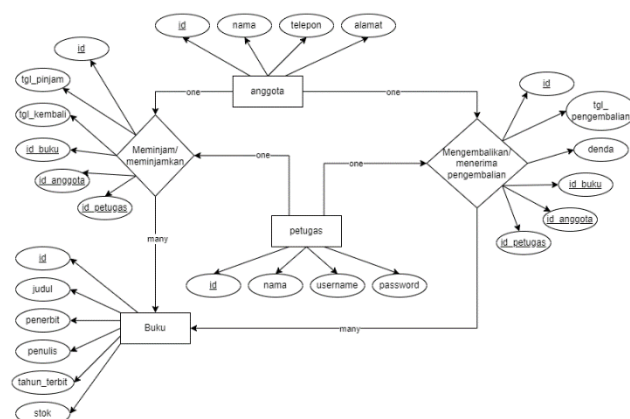 id
nama
telepon
alamat
anggota
one
one
id
tgl_pinjam
tgl_kembali
id_buku
id_anggota
id_petugas
Meminjam/
meminjamkan
one
one
Mengembalikan/
menerima
pengembalian
id
tgl_
pengembalian
denda
id_buku
id_anggota
id_petugas
petugas
id
nama
username
password
many
many
Buku
id
judul
penerbit
penulis
tahun_terbit
stok